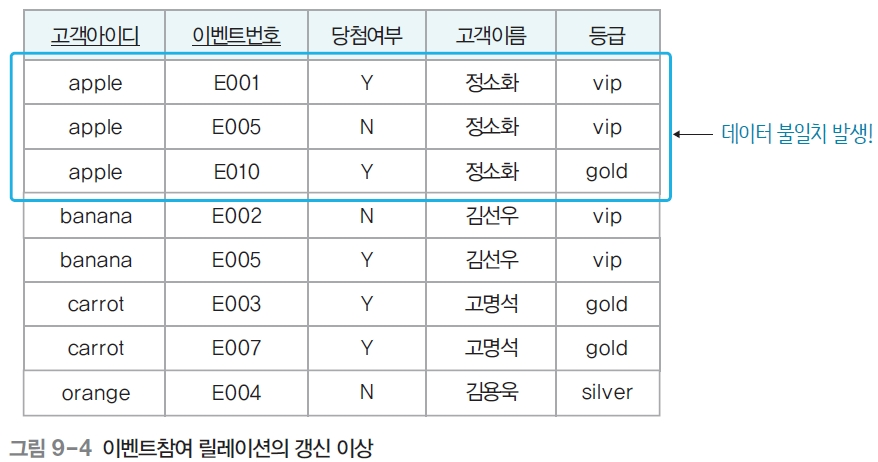 고객아이디 이벤트번호 당첨여부 고객이름 등급
apple E001 Y 정소화 vip
apple E005 N 정소화 vip
데이터 불일치 발생!
apple E010 Y 정소화 gold
banana E002 N 김선우 vip
banana E005 Y 김선우 vip
carrot E003 Y 고명석 gold
carrot E007 Y 고명석 gold
orange E004 N 김용욱 silver
그림 9-4 이벤트참여 릴레이션의 갱신 이상